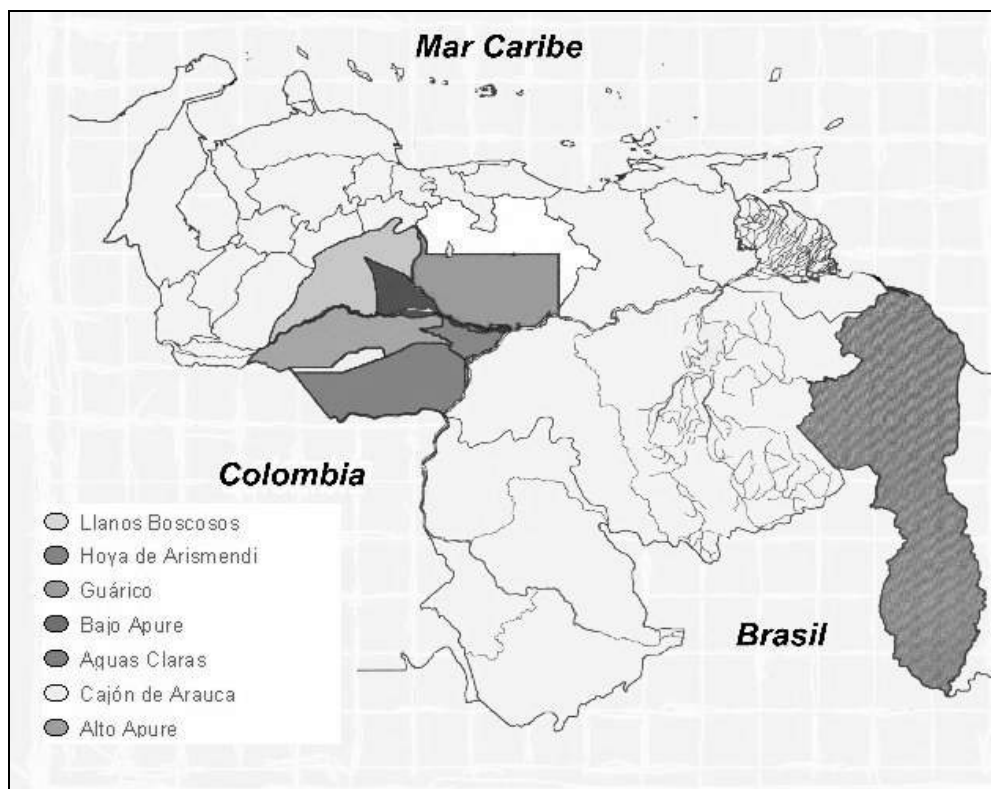 Mar Caribe
Colombia
Llanos Boscosos
Hoya de Arismendi
Guárico
Bajo Apure
Aguas Claras
Cajón de Arauca
Alto Apure
Brasil